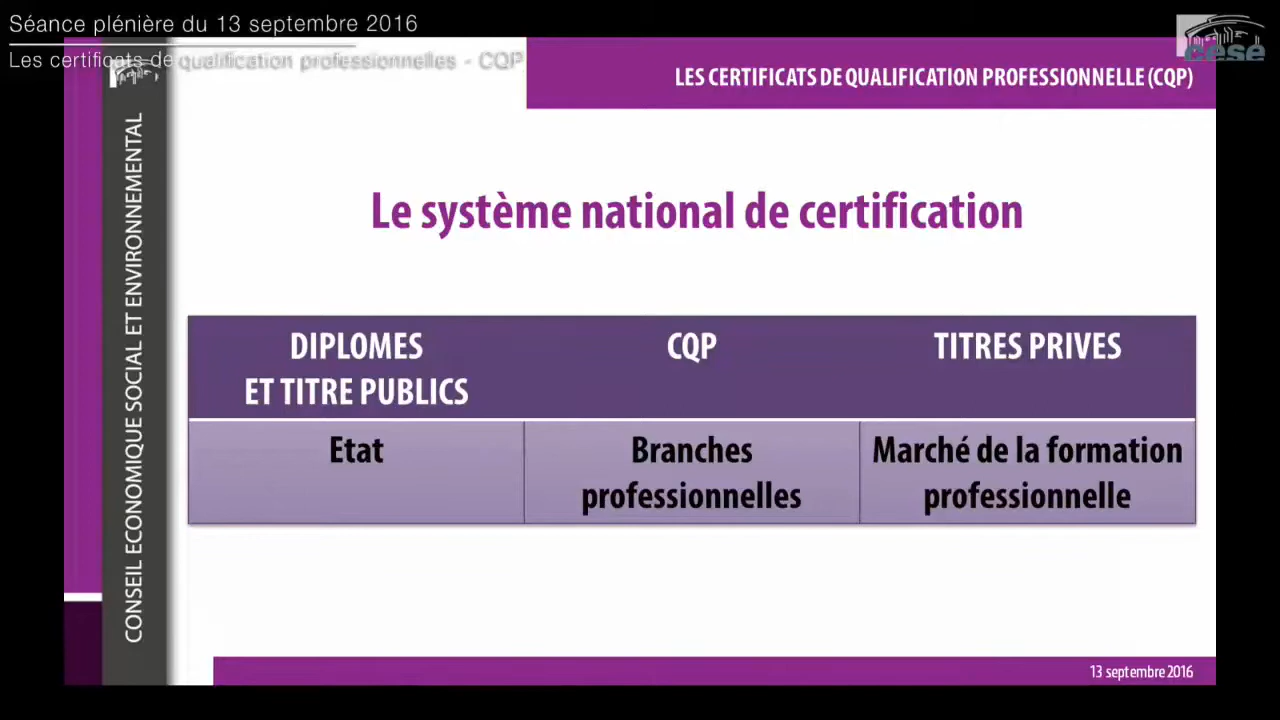 Séance plénière du 13 septembre 2016
Les certificats de qualification professionnelles - CQP
cese
LES CERTIFICATS DE QUALIFICATION PROFESSIONNELLE (CQP)
CONSEIL ECONOMIQUE SOCIAL ET ENVIRONNEMENTAL
Le système national de certification
DIPLOMES
ET TITRE PUBLICS
CQP
TITRES PRIVES
Etat
Branches
professionnelles
Marché de la formation
professionnelle
13 septembre 2016